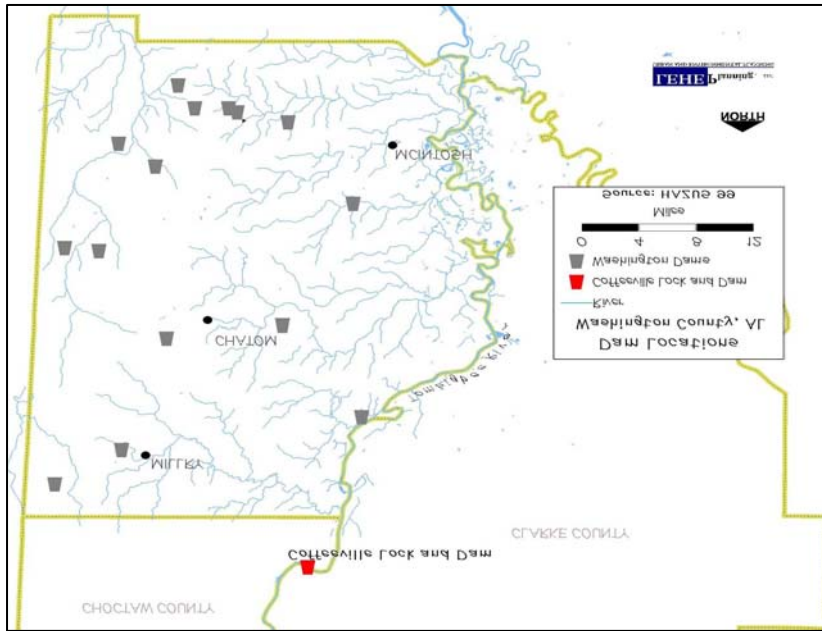 CHOCTAW COUNTY
Coffeeville Lock and Dam
CLARKE COUNTY
MILLRY
Tombigbee River
CHATOM
Dam Locations
Washington County, AL
River
Coffeeville Lock and Dam
Washington Dams
0 4 8 12
Miles
Source: HAZUS 99
MCINTOSH
NORTH
LEHE Planning, LLC